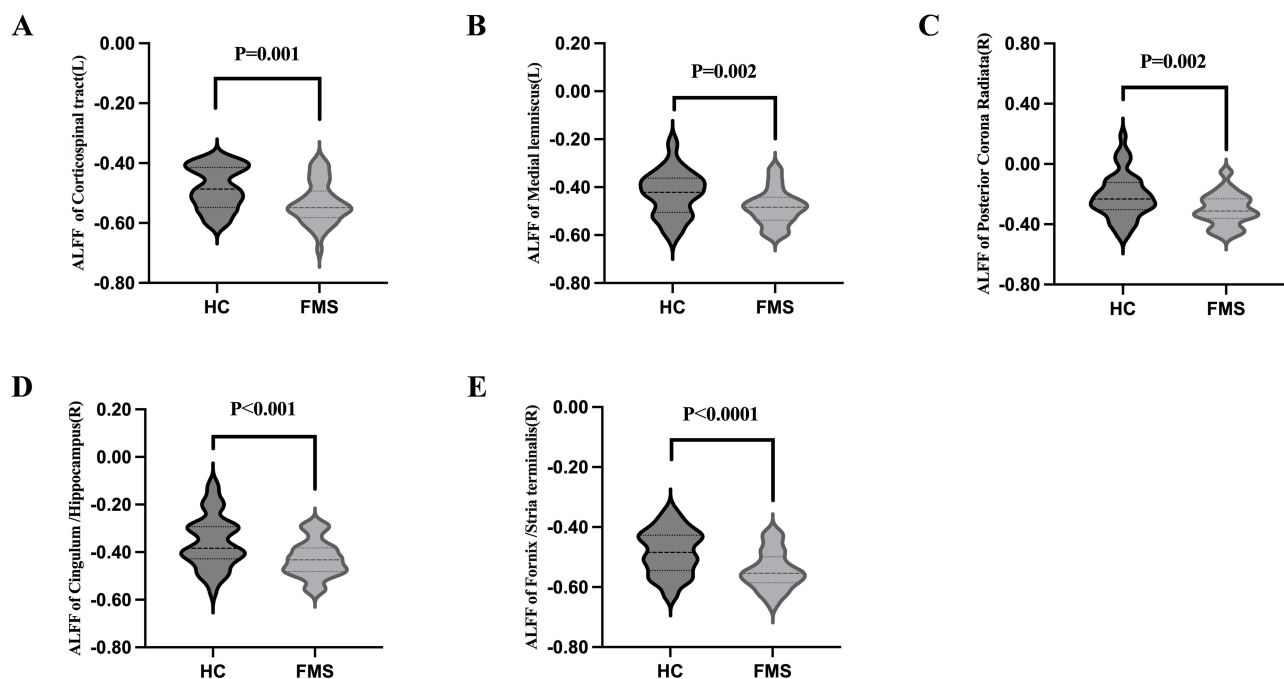 A
ALFF of Corticospinal tract(L)
0.00
-0.20
-0.40
-0.60
-0.80
P=0.001
HC
FMS
B
ALFF of Medial lemniscus(L)
0.20
0.00
-0.20
-0.40
-0.60
-0.80
P=0.002
HC
FMS
C
ALFF of Posterior Corona Radiata(R)
0.80
0.40
0.00
-0.40
-0.80
P=0.002
HC
FMS
D
ALFF of Cingulum /Hippocampus(R)
0.20
0.00
-0.20
-0.40
-0.60
-0.80
P<0.001
HC
FMS
E
ALFF of Fornix /Stria terminalis(R)
0.00
-0.20
-0.40
-0.60
-0.80
P<0.0001
HC
FMS